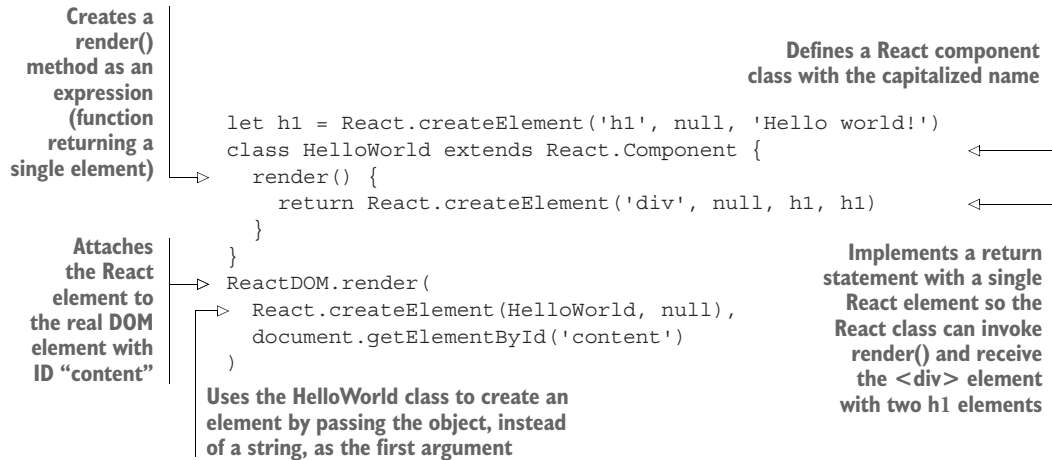 Creates a
render()
method as an
expression
(function
returning a
single element)
Defines a React component
class with the capitalized name
let h1 = React.createElement('h1', null, 'Hello world!')
class HelloWorld extends React.Component {
  render() {
    return React.createElement('div', null, h1, h1)
  }
}
ReactDOM.render(
  React.createElement(HelloWorld, null),
  document.getElementById('content')
)
Attaches
the React
element to
the real DOM
element with
ID “content”
Implements a return
statement with a single
React element so the
React class can invoke
render() and receive
the <div> element
with two h1 elements
Uses the HelloWorld class to create an
element by passing the object, instead
of a string, as the first argument